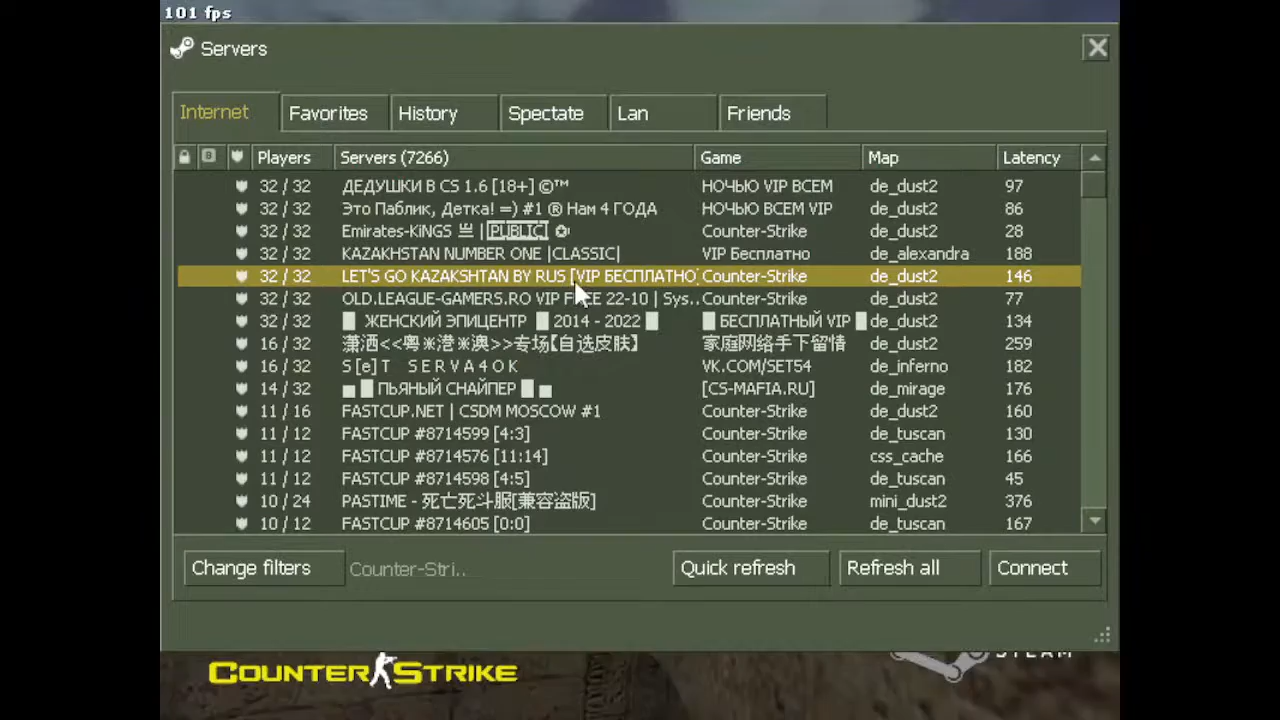 101 fps
Servers
Internet Favorites History Spectate Lan Friends
Players Servers (7266) Game Map Latency
32 / 32 ДЕДУШКИ В CS 1.6 [18+] ©™ НОЧЬЮ VIP ВСЕМ de_dust2 97
32 / 32 Это Паблик, Детка! =) #1 ® Нам 4 ГОДА НОЧЬЮ ВСЕМ VIP de_dust2 86
32 / 32 Emirates-KiNGS 亗 | PUBLIC ✪ Counter-Strike de_dust2 28
32 / 32 KAZAKHSTAN NUMBER ONE |CLASSIC| VIP Бесплатно de_alexandra 188
32 / 32 LET'S GO KAZAKSHTAN BY RUS [VIP БЕСПЛАТНО] Counter-Strike de_dust2 146
32 / 32 OLD.LEAGUE-GAMERS.RO VIP FREE 22-10 | Sys.. Counter-Strike de_dust2 77
32 / 32 █ ЖЕНСКИЙ ЭПИЦЕНТР █ 2014 - 2022 █ █ БЕСПЛАТНЫЙ VIP █ de_dust2 134
16 / 32 潇洒<<粤※港※澳>>专场【自选皮肤】 家庭网络手下留情 de_dust2 259
16 / 32 S [e] T S E R V A 4 O K VK.COM/SET54 de_inferno 182
14 / 32 ▄ █ ПЬЯНЫЙ СНАЙПЕР █ ▄ [CS-MAFIA.RU] de_mirage 176
11 / 16 FASTCUP.NET | CSDM MOSCOW #1 Counter-Strike de_dust2 160
11 / 12 FASTCUP #8714599 [4:3] Counter-Strike de_tuscan 130
11 / 12 FASTCUP #8714576 [11:14] Counter-Strike css_cache 166
11 / 12 FASTCUP #8714598 [4:5] Counter-Strike de_tuscan 45
10 / 24 PASTIME - 死亡死斗服[兼容盗版] Counter-Strike mini_dust2 376
10 / 12 FASTCUP #8714605 [0:0] Counter-Strike de_tuscan 167
Change filters Counter-Stri.. Quick refresh Refresh all Connect
COUNTER STRIKE STEAM